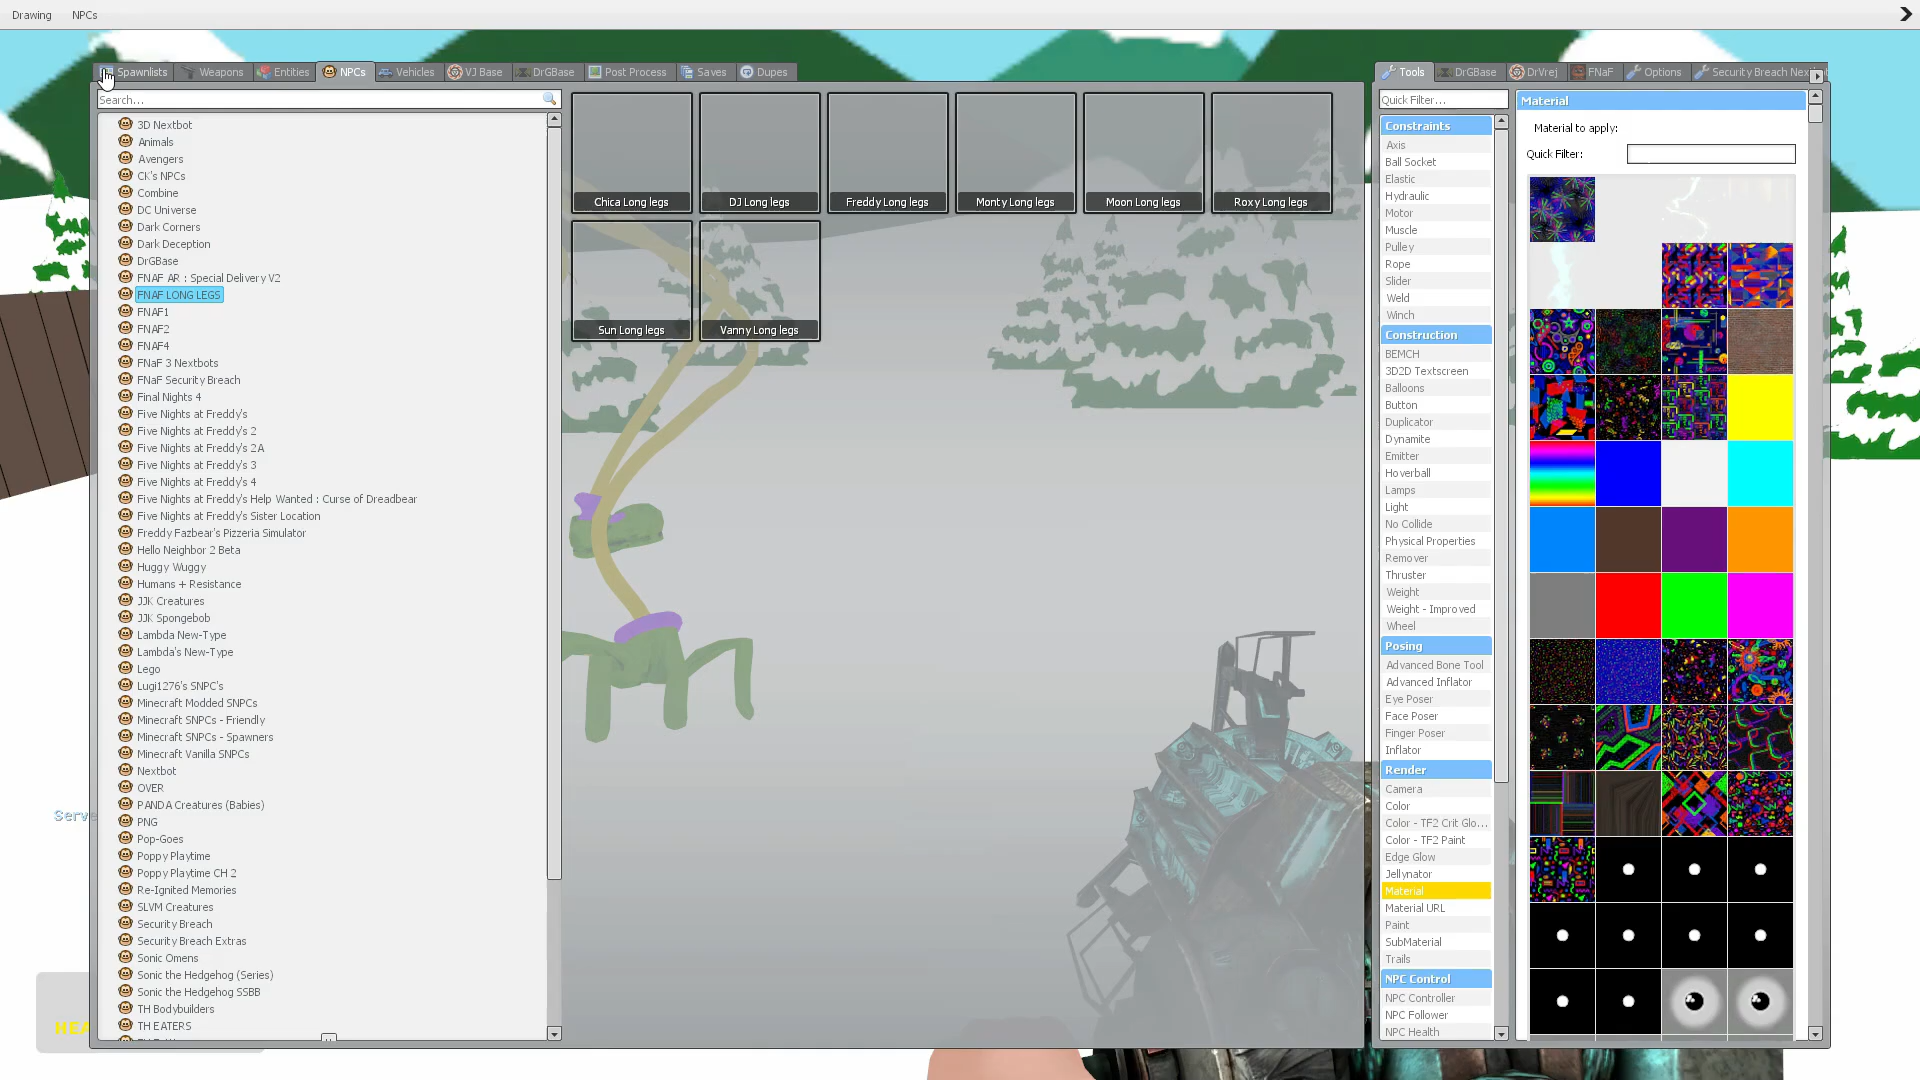 Drawing NPCs
Spawnlists Weapons Entities NPCs Vehicles VJ Base DrGBase Post Process Saves Dupes
Search...
3D Nextbot
Animals
Avengers
CK's NPCs
Combine
DC Universe
Dark Corners
Dark Deception
DrGBase
FNAF AR : Special Delivery V2
FNAF LONG LEGS
FNAF1
FNAF2
FNAF4
FNaF 3 Nextbots
FNaF Security Breach
Final Nights 4
Five Nights at Freddy's
Five Nights at Freddy's 2
Five Nights at Freddy's 2A
Five Nights at Freddy's 3
Five Nights at Freddy's 4
Five Nights at Freddy's Help Wanted : Curse of Dreadbear
Five Nights at Freddy's Sister Location
Freddy Fazbear's Pizzeria Simulator
Hello Neighbor 2 Beta
Huggy Wuggy
Humans + Resistance
JJK Creatures
JJK Spongebob
Lambda New-Type
Lambda's New-Type
Lego
Lugi1276's SNPC's
Minecraft Modded SNPCs
Minecraft SNPCs - Friendly
Minecraft SNPCs - Spawners
Minecraft Vanilla SNPCs
Nextbot
OVER
PANDA Creatures (Babies)
PNG
Pop-Goes
Poppy Playtime
Poppy Playtime CH 2
Re-Ignited Memories
SLVM Creatures
Security Breach
Security Breach Extras
Sonic Omens
Sonic the Hedgehog (Series)
Sonic the Hedgehog SSBB
TH Bodybuilders
TH EATERS
Chica Long legs
DJ Long legs
Freddy Long legs
Monty Long legs
Moon Long legs
Roxy Long legs
Sun Long legs
Vanny Long legs
Serve
HEA
Tools DrGBase DrVrej FNaF Options Security Breach Nextbot
Quick Filter...
Constraints
Axis
Ball Socket
Elastic
Hydraulic
Motor
Muscle
Pulley
Rope
Slider
Weld
Winch
Construction
BEMCH
3D2D Textscreen
Balloons
Button
Duplicator
Dynamite
Emitter
Hoverball
Lamps
Light
No Collide
Physical Properties
Remover
Thruster
Weight
Weight - Improved
Wheel
Posing
Advanced Bone Tool
Advanced Inflator
Eye Poser
Face Poser
Finger Poser
Inflator
Render
Camera
Color
Color - TF2 Crit Glo...
Color - TF2 Paint
Edge Glow
Jellynator
Material
Material URL
Paint
SubMaterial
Trails
NPC Control
NPC Controller
NPC Follower
NPC Health
Material
Material to apply:
Quick Filter: